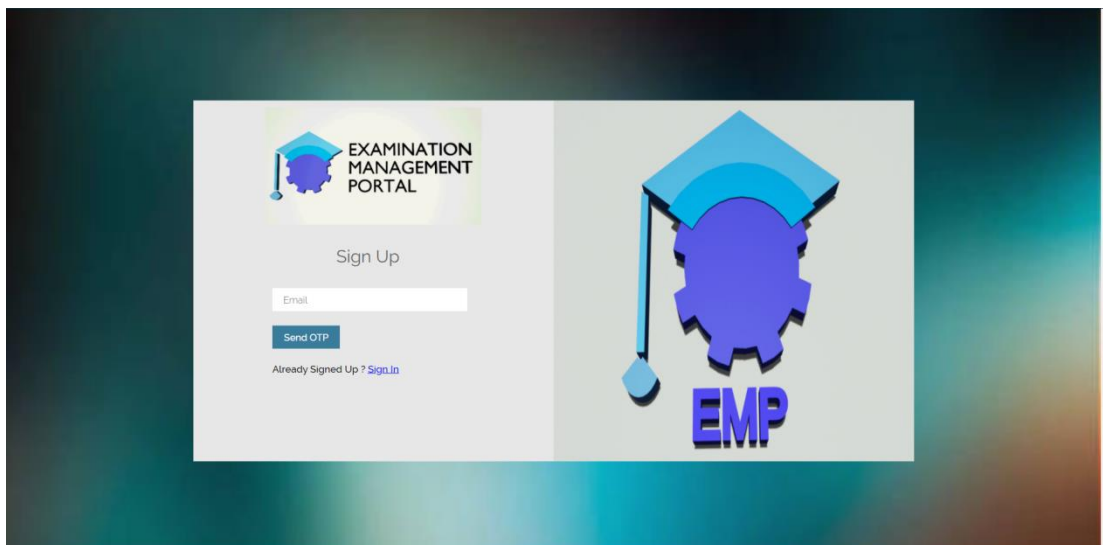 EXAMINATION
MANAGEMENT
PORTAL
Sign Up
Email
Send OTP
Already Signed Up ? Sign In
EMP